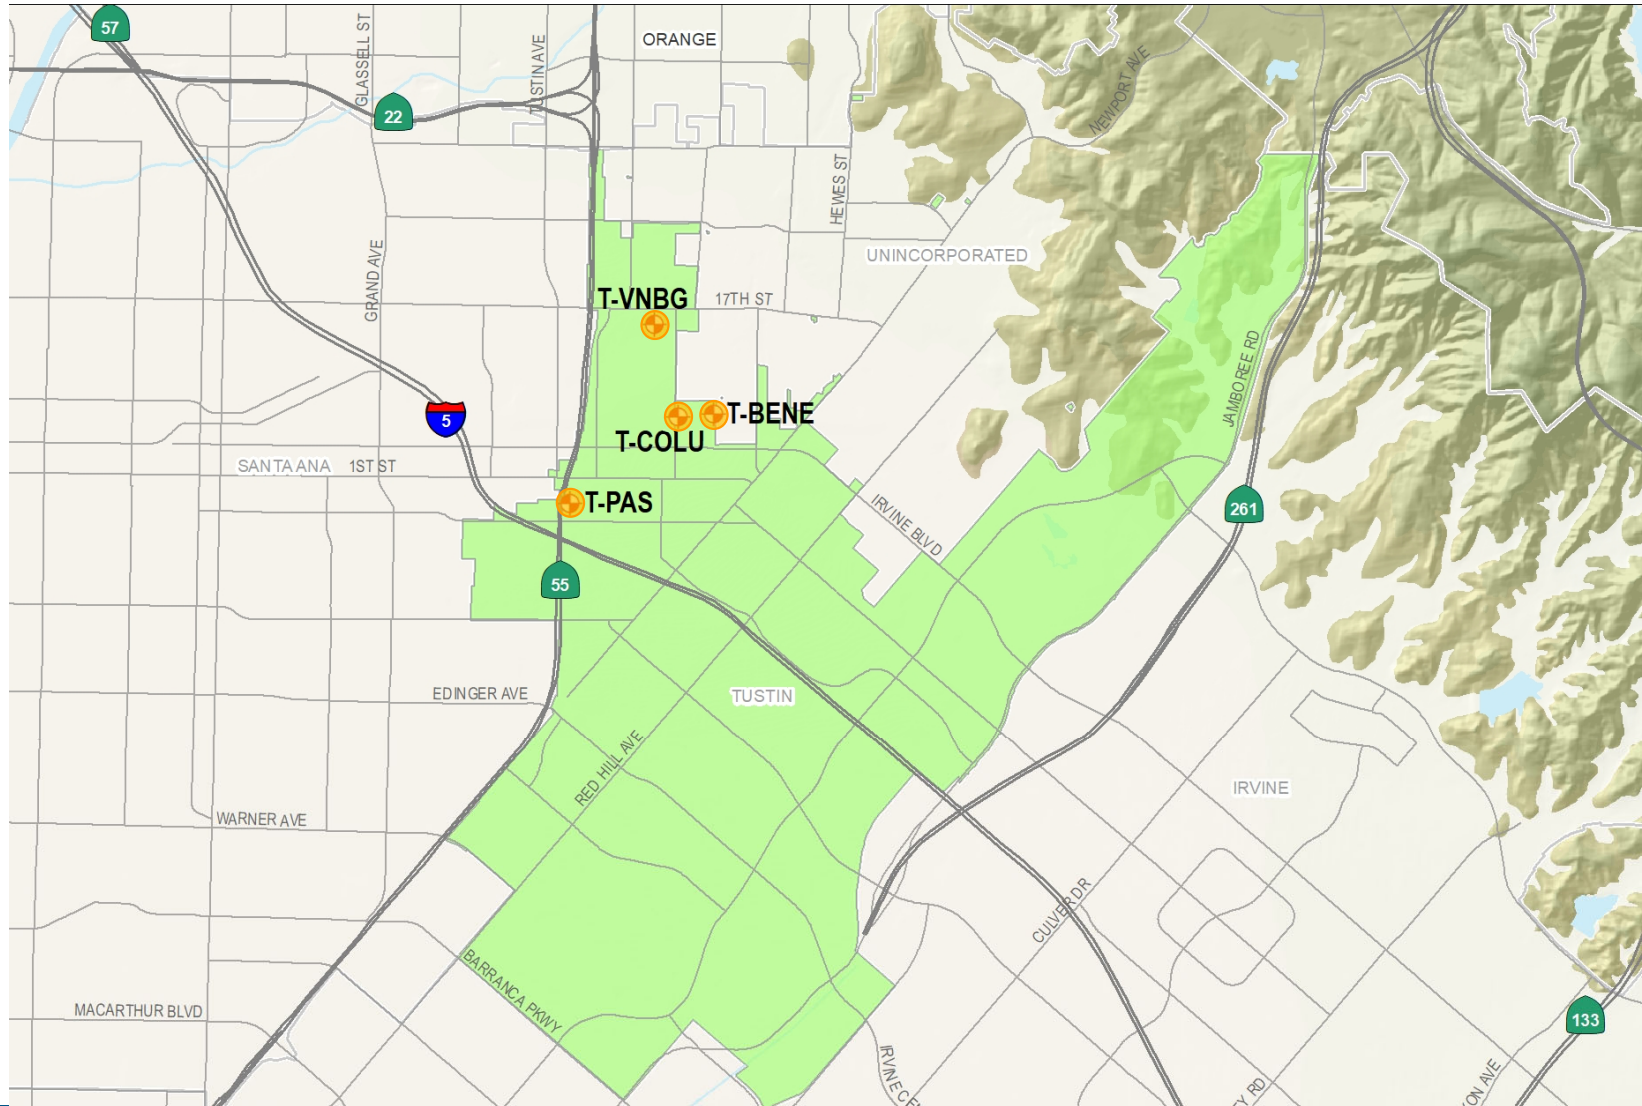 57
GLASSELL ST
TUSTIN AVE
ORANGE
NEWPORT AVE
22
HEWES ST
GRAND AVE
UNINCORPORATED
T-VNBG
17TH ST
JAMBOREE RD
5
T-BENE
T-COLU
SANTA ANA
1ST ST
T-PAS
IRVINE BLVD
261
55
EDINGER AVE
TUSTIN
RED HILL AVE
IRVINE
WARNER AVE
CULVER DR
BARRANCA PKWY
MACARTHUR BLVD
133